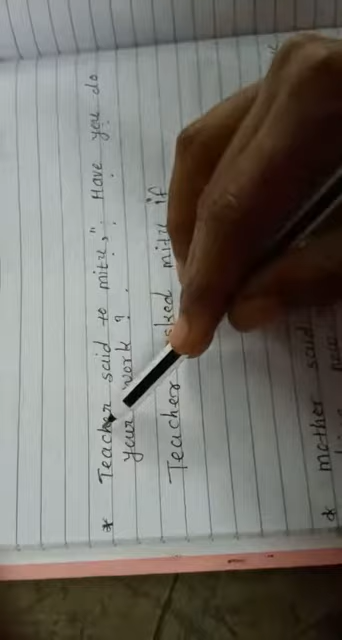 * Teacher said to mitu," Have you do
your work ?
Teacher asked mitu if
* mother said